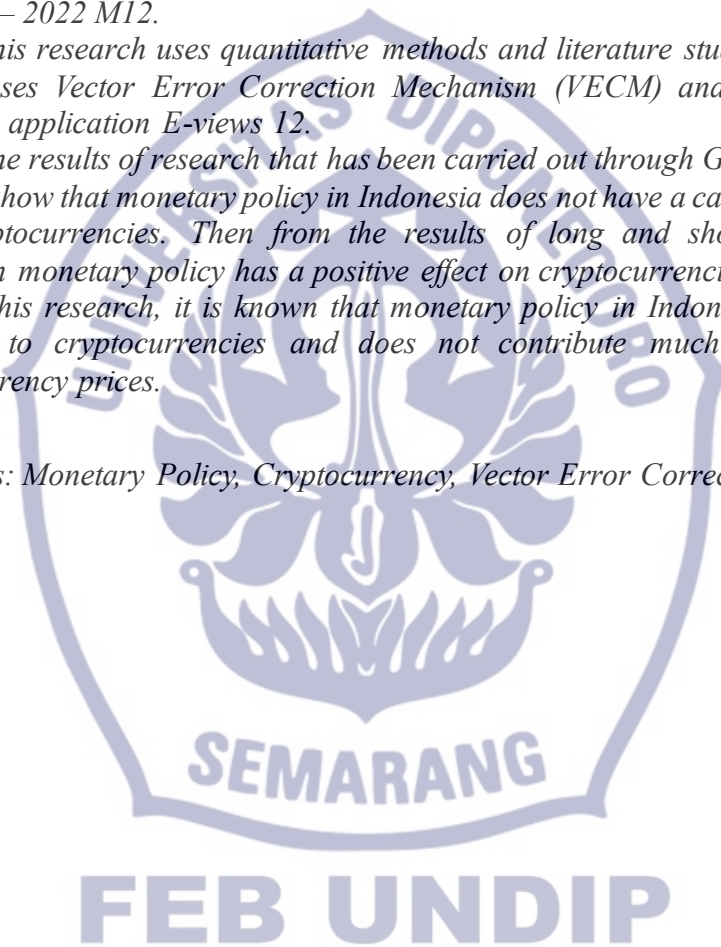 – 2022 M12.
his research uses quantitative methods and literature stu
ses Vector Error Correction Mechanism (VECM) and
application E-views 12.
he results of research that has been carried out through G
how that monetary policy in Indonesia does not have a ca
ptocurrencies. Then from the results of long and sho
n monetary policy has a positive effect on cryptocurrenci
his research, it is known that monetary policy in Indon
to cryptocurrencies and does not contribute much
rrency prices.
s: Monetary Policy, Cryptocurrency, Vector Error Correc
UNIVERSITAS DIPONEGORO
SEMARANG
FEB UNDIP